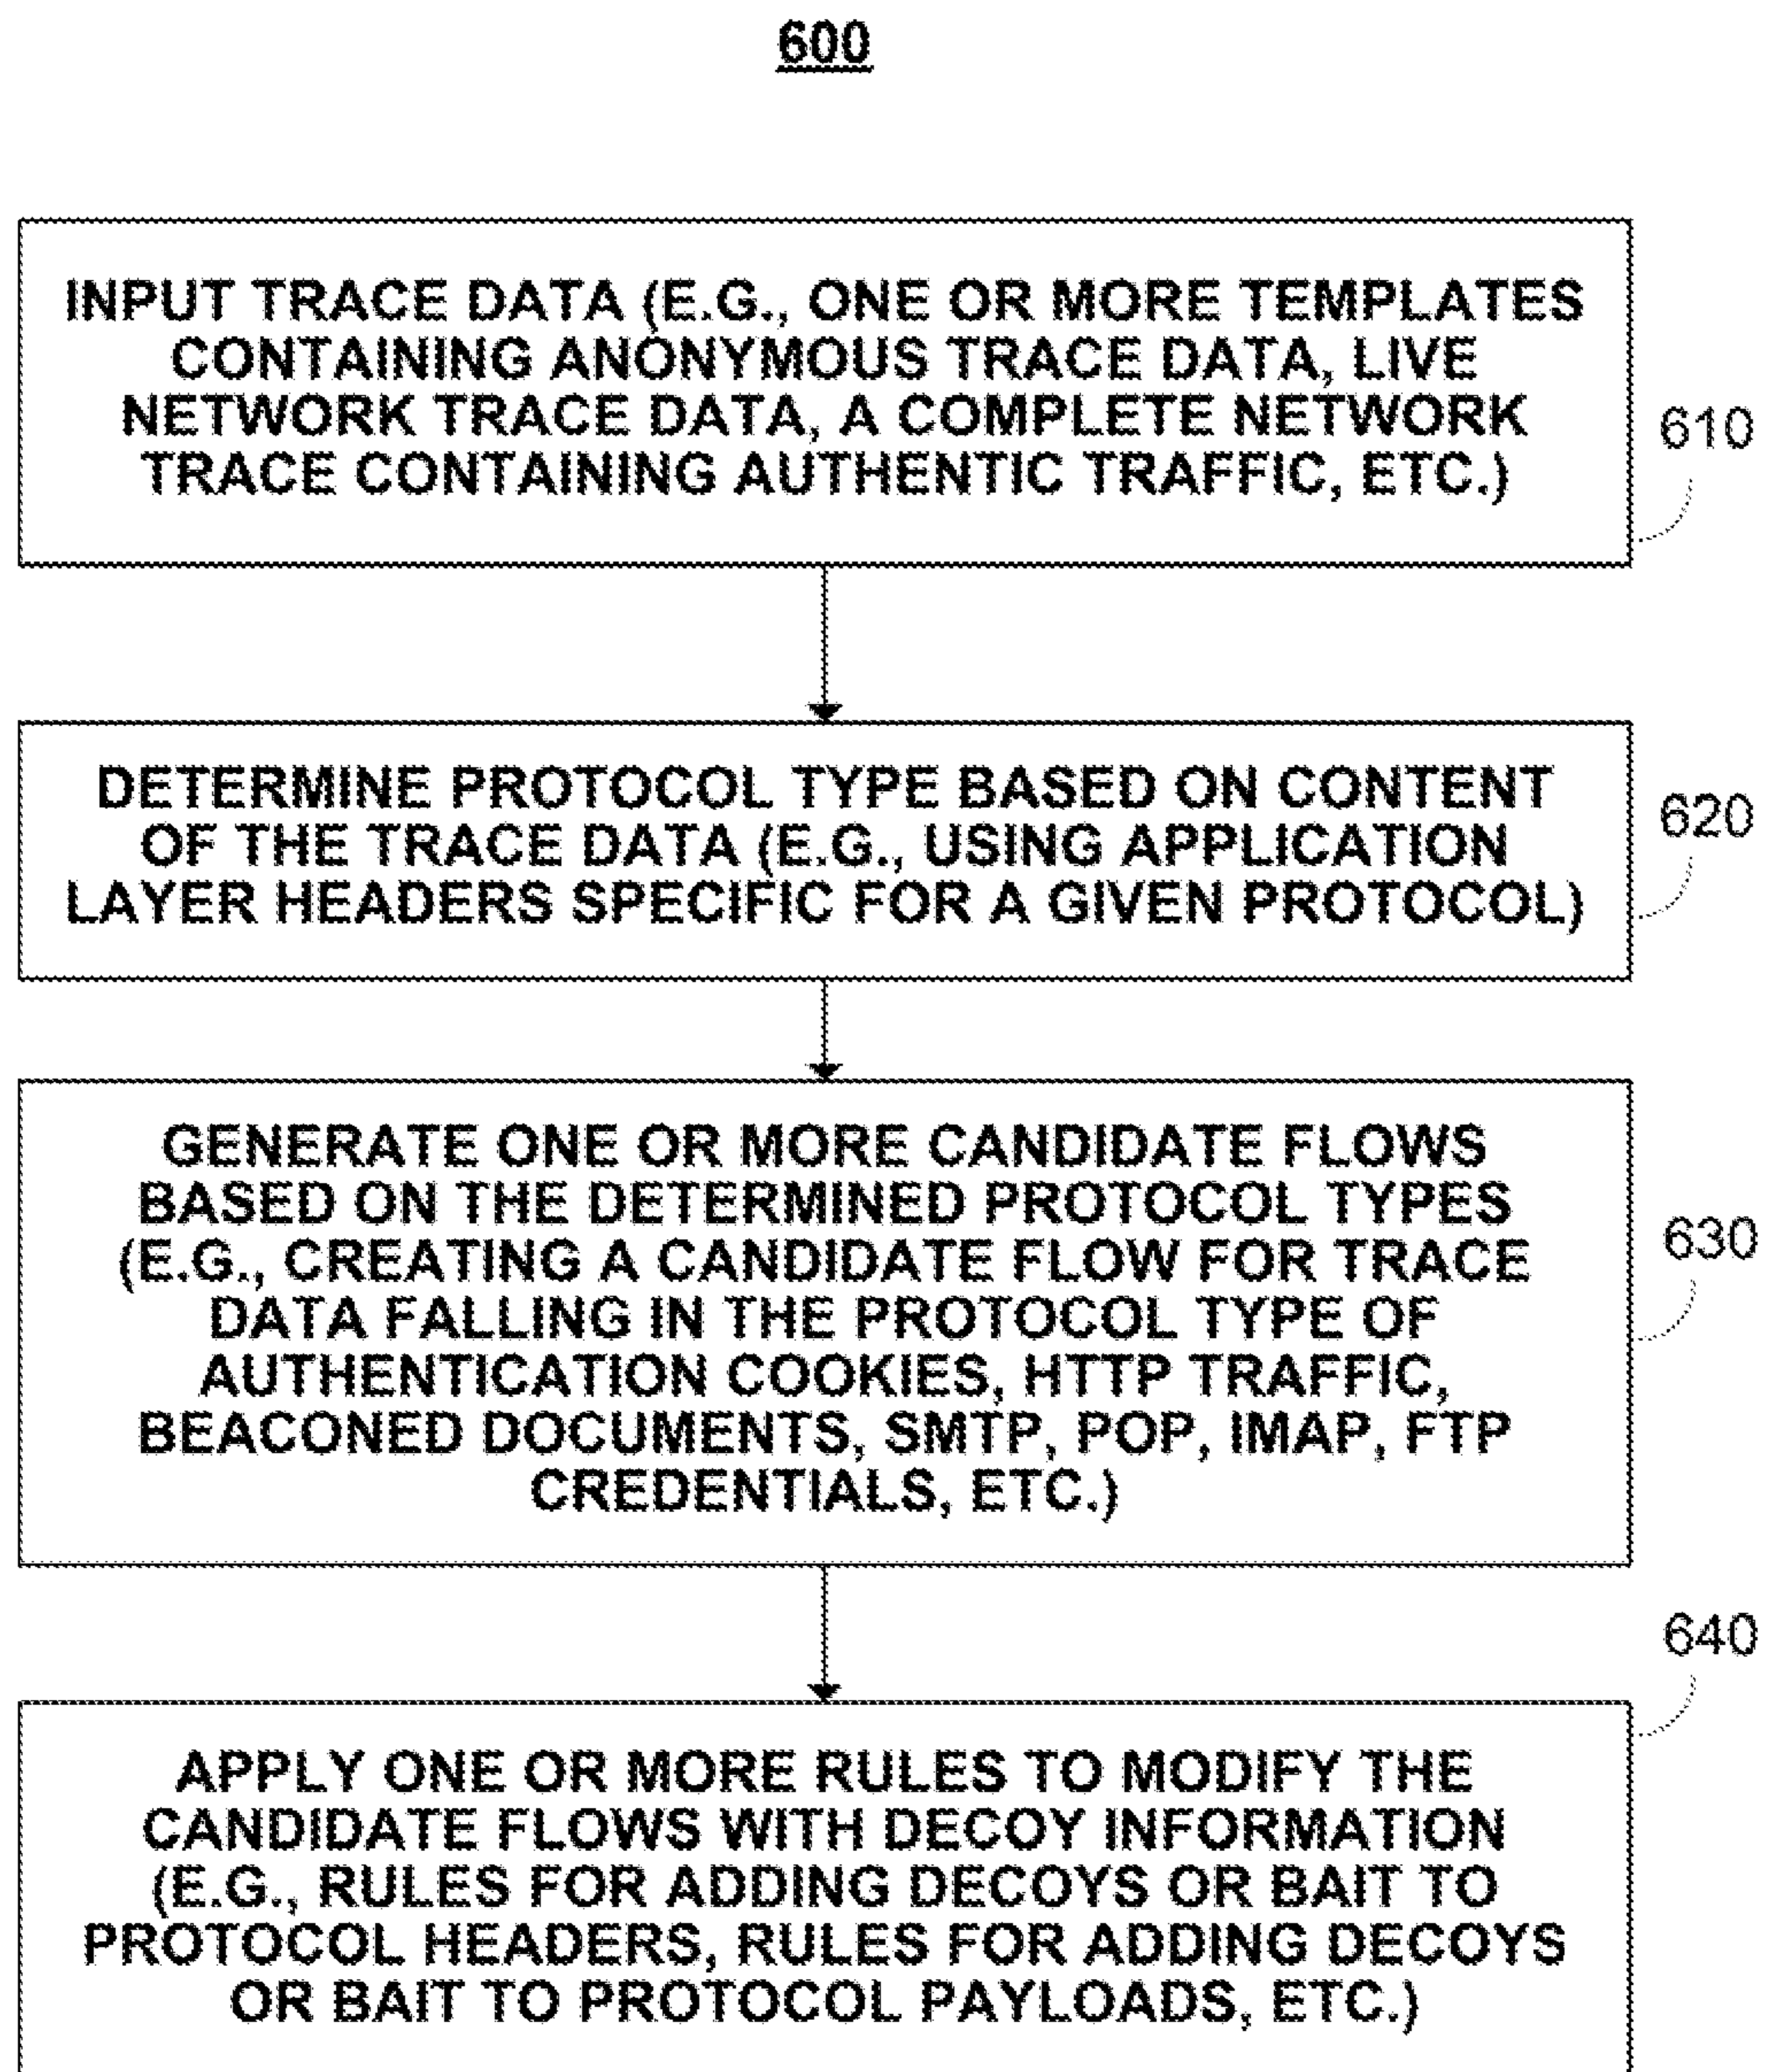 600
INPUT TRACE DATA (E.G., ONE OR MORE TEMPLATES
CONTAINING ANONYMOUS TRACE DATA, LIVE
NETWORK TRACE DATA, A COMPLETE NETWORK
TRACE CONTAINING AUTHENTIC TRAFFIC, ETC.)
610
DETERMINE PROTOCOL TYPE BASED ON CONTENT
OF THE TRACE DATA (E.G., USING APPLICATION
LAYER HEADERS SPECIFIC FOR A GIVEN PROTOCOL)
620
GENERATE ONE OR MORE CANDIDATE FLOWS
BASED ON THE DETERMINED PROTOCOL TYPES
(E.G., CREATING A CANDIDATE FLOW FOR TRACE
DATA FALLING IN THE PROTOCOL TYPE OF
AUTHENTICATION COOKIES, HTTP TRAFFIC,
BEACONED DOCUMENTS, SMTP, POP, IMAP, FTP
CREDENTIALS, ETC.)
630
640
APPLY ONE OR MORE RULES TO MODIFY THE
CANDIDATE FLOWS WITH DECOY INFORMATION
(E.G., RULES FOR ADDING DECOYS OR BAIT TO
PROTOCOL HEADERS, RULES FOR ADDING DECOYS
OR BAIT TO PROTOCOL PAYLOADS, ETC.)